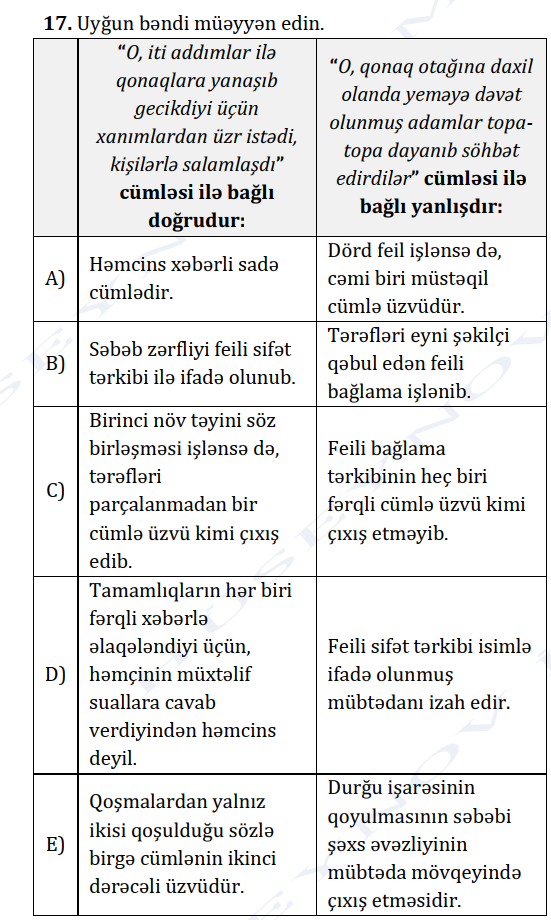 17. Uyğun bəndi müəyyən edin.
“O, iti addımlar ilə
qonaqlara yanaşıb
gecikdiyi üçün
xanımlardan üzr istədi,
kişilərlə salamlaşdı”
cümləsi ilə bağlı
doğrudur:
“O, qonaq otağına daxil
olanda yeməyə dəvət
olunmuş adamlar topa-
topa dayanıb söhbət
edirdilər” cümləsi ilə
bağlı yanlışdır:
A)
Həmcins xəbərli sadə
cümlədir.
Dörd feil işlənsə də,
cəmi biri müstəqil
cümlə üzvüdür.
B)
Səbəb zərfliyi feili sifət
tərkibi ilə ifadə olunub.
Tərəfləri eyni şəkilçi
qəbul edən feili
bağlama işlənib.
C)
Birinci növ təyini söz
birləşməsi işlənsə də,
tərəfləri
parçalanmadan bir
cümlə üzvü kimi çıxış
edib.
Feili bağlama
tərkibinin heç biri
fərqli cümlə üzvü kimi
çıxış etməyib.
D)
Tamamlıqların hər biri
fərqli xəbərlə
əlaqələndiyi üçün,
həmçinin müxtəlif
suallara cavab
verdiyindən həmcins
deyil.
Feili sifət tərkibi isimlə
ifadə olunmuş
mübtədanı izah edir.
E)
Qoşmalardan yalnız
ikisi qoşulduğu sözlə
birgə cümlənin ikinci
dərəcəli üzvüdür.
Durğu işarəsinin
qoyulmasının səbəbi
şəxs əvəzliyinin
mübtəda mövqeyində
çıxış etməsidir.